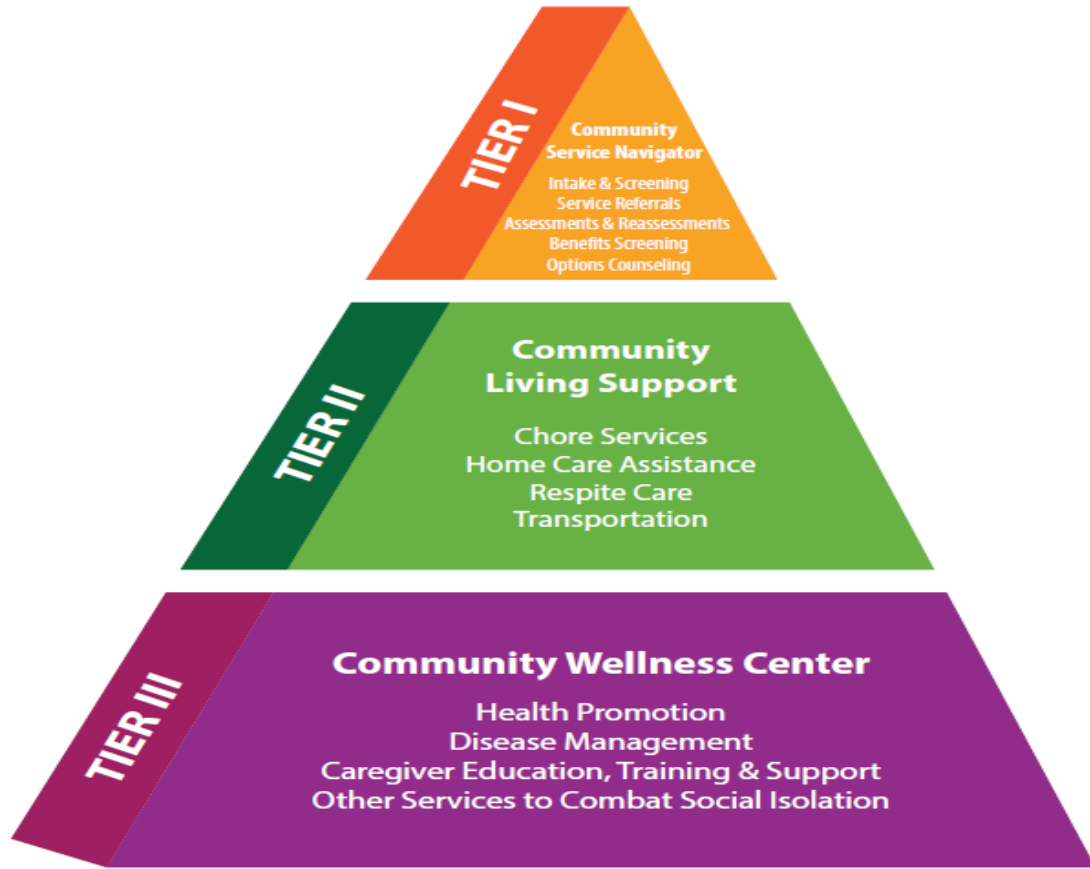 TIER I
Community
Service Navigator
Intake & Screening
Service Referrals
Assessments & Reassessments
Benefits Screening
Options Counseling
TIER II
Community
Living Support
Chore Services
Home Care Assistance
Respite Care
Transportation
TIER III
Community Wellness Center
Health Promotion
Disease Management
Caregiver Education, Training & Support
Other Services to Combat Social Isolation